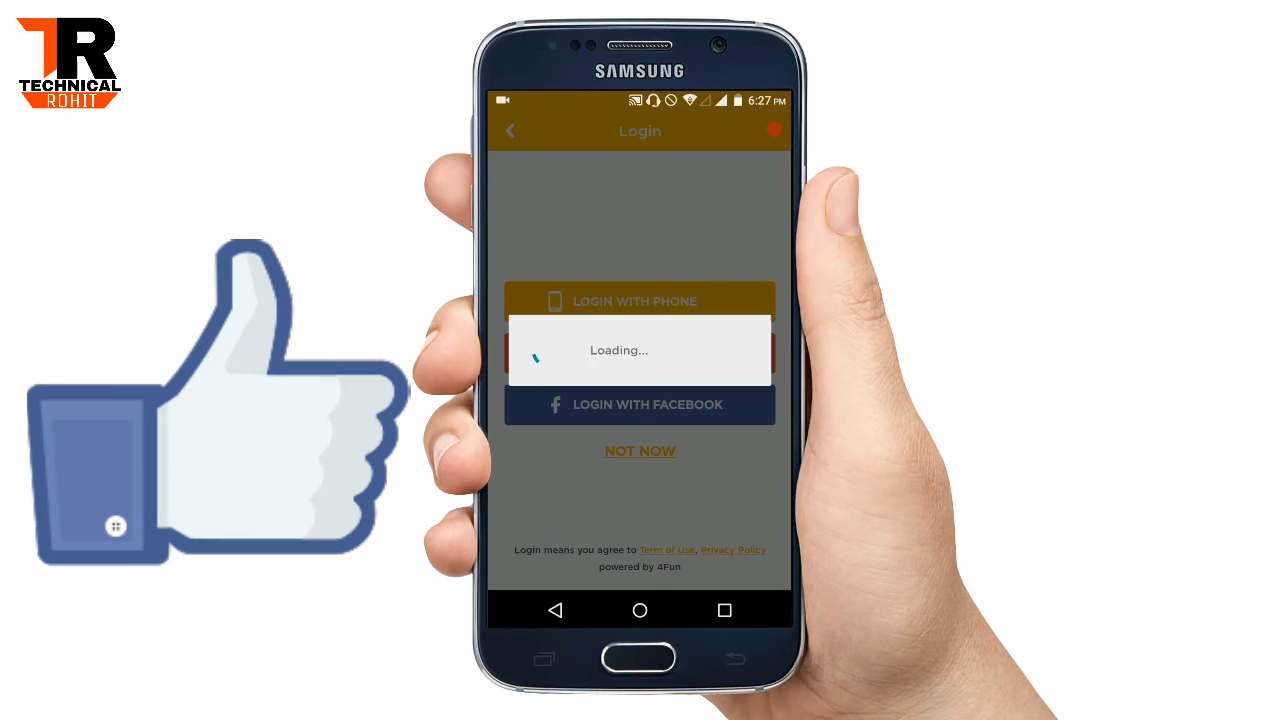 TR
TECHNICAL
ROHIT
SAMSUNG
6:27 PM
Login
LOGIN WITH PHONE
Loading...
LOGIN WITH FACEBOOK
NOT NOW
Login means you agree to Term of Use, Privacy Policy
powered by 4Fun